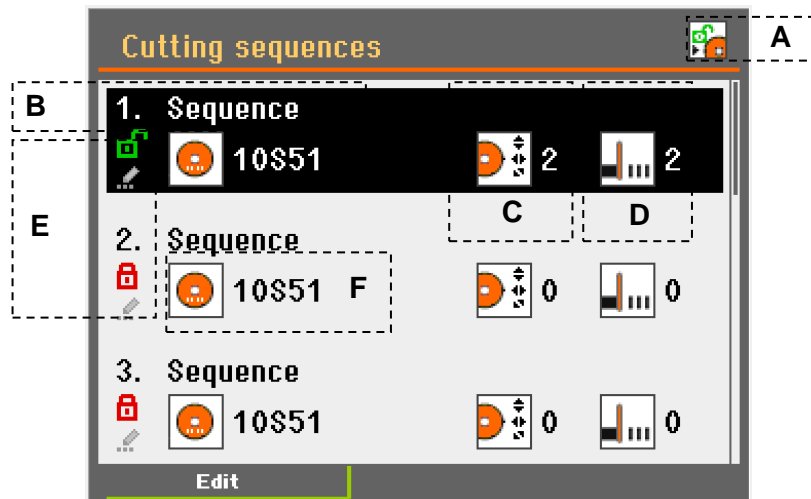 Cutting sequences
A
B
1. Sequence
10S51 2 2
C
D
E
2. Sequence
10S51 F 0 0
3. Sequence
10S51 0 0
Edit